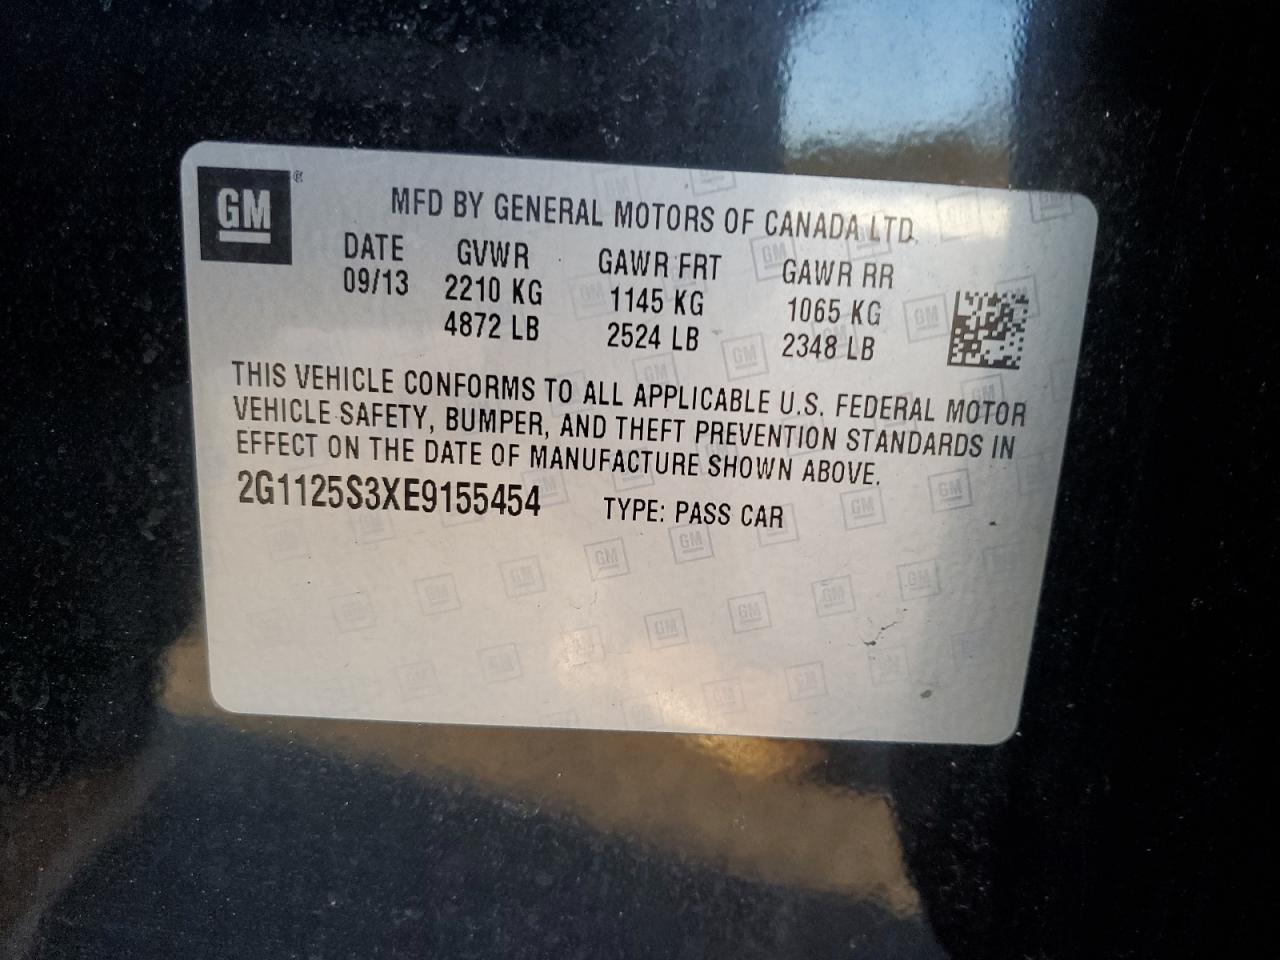 GM®
MFD BY GENERAL MOTORS OF CANADA LTD.
DATE GVWR GAWR FRT GAWR RR
09/13 2210 KG 1145 KG 1065 KG
4872 LB 2524 LB 2348 LB
THIS VEHICLE CONFORMS TO ALL APPLICABLE U.S. FEDERAL MOTOR
VEHICLE SAFETY, BUMPER, AND THEFT PREVENTION STANDARDS IN
EFFECT ON THE DATE OF MANUFACTURE SHOWN ABOVE.
2G1125S3XE9155454 TYPE: PASS CAR